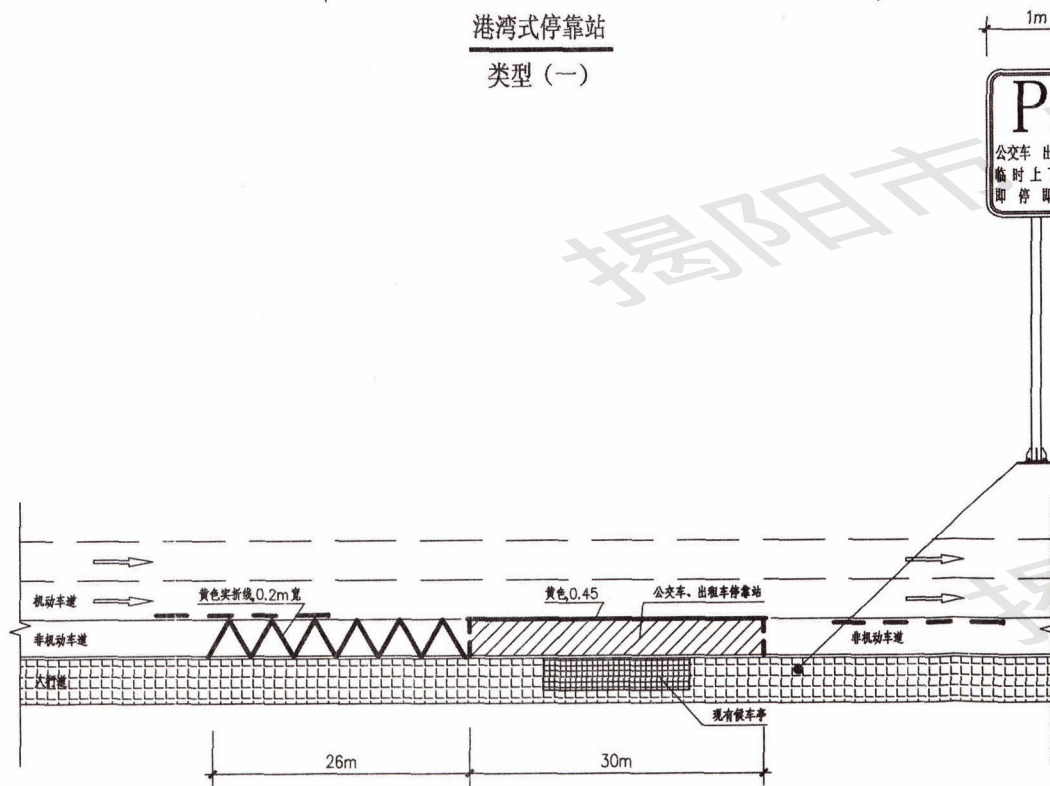 港湾式停靠站
类型（一）
1m
P
公交车 出
临时上下
即停即
揭阳市
机动车道
黄色实折线,0.2m宽
黄色,0.45
公交车、出租车停靠站
非机动车道
非机动车道
人行道
现有候车亭
26m
30m
揭